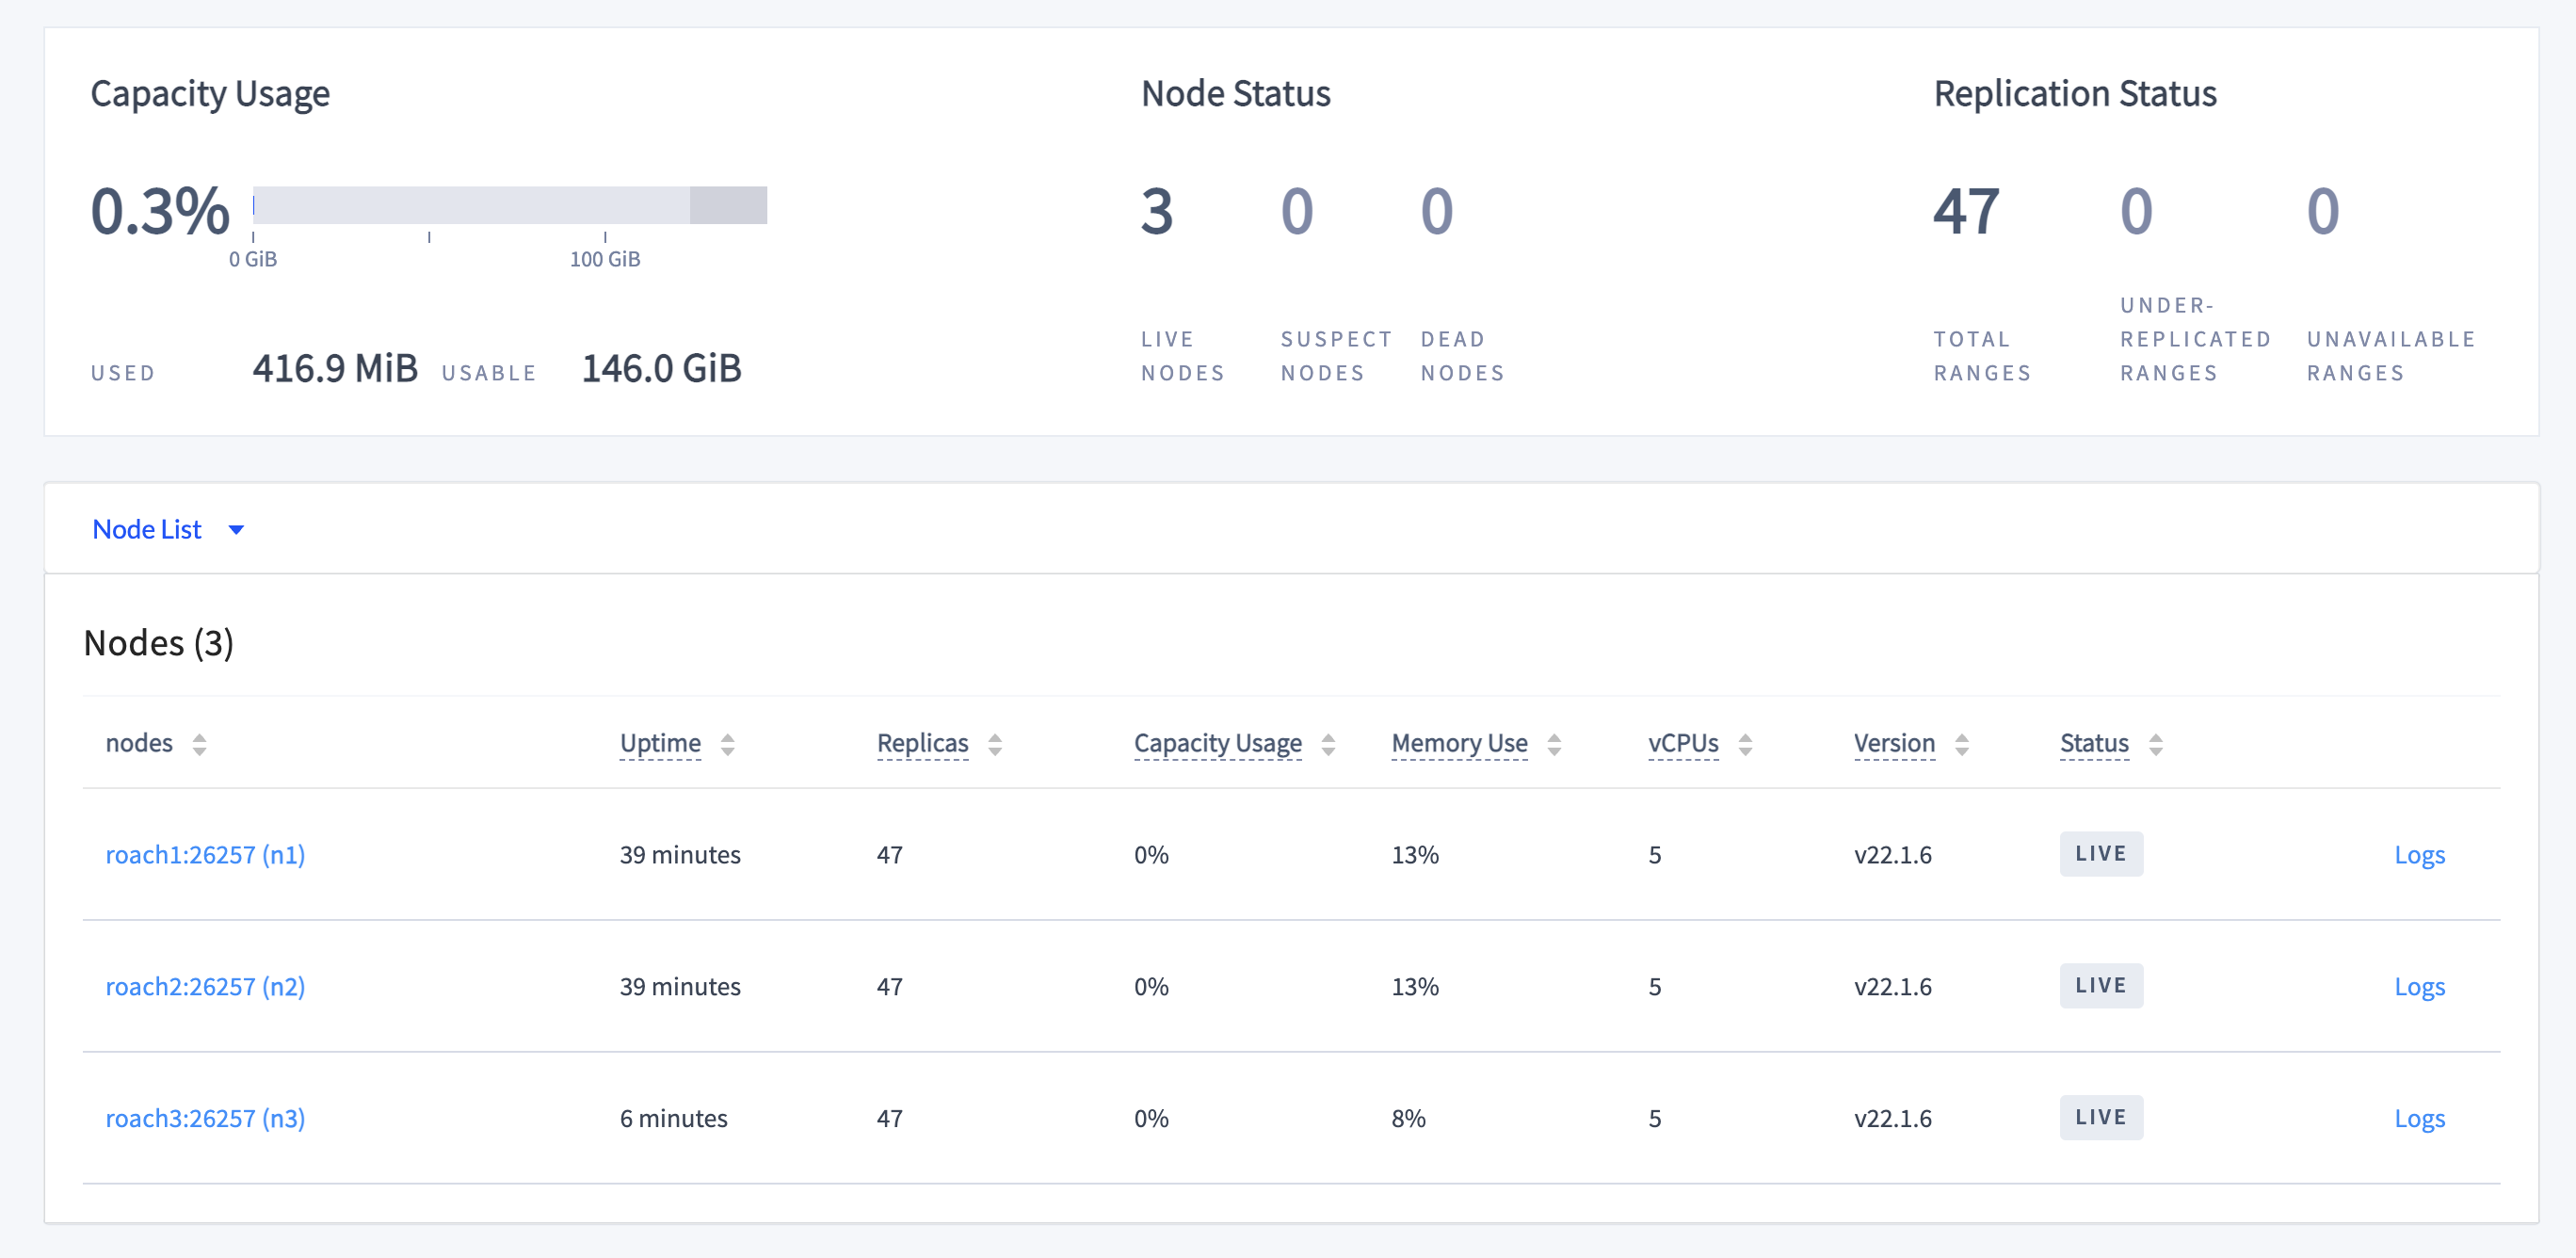 Capacity Usage
Node Status
Replication Status
0.3%
0 GiB
100 GiB
3
0
0
47
0
0
USED 416.9 MiB USABLE 146.0 GiB
LIVE
NODES
SUSPECT
NODES
DEAD
NODES
TOTAL
RANGES
UNDER-
REPLICATED
RANGES
UNAVAILABLE
RANGES
Node List
Nodes (3)
nodes Uptime Replicas Capacity Usage Memory Use vCPUs Version Status
roach1:26257 (n1) 39 minutes 47 0% 13% 5 v22.1.6 LIVE Logs
roach2:26257 (n2) 39 minutes 47 0% 13% 5 v22.1.6 LIVE Logs
roach3:26257 (n3) 6 minutes 47 0% 8% 5 v22.1.6 LIVE Logs